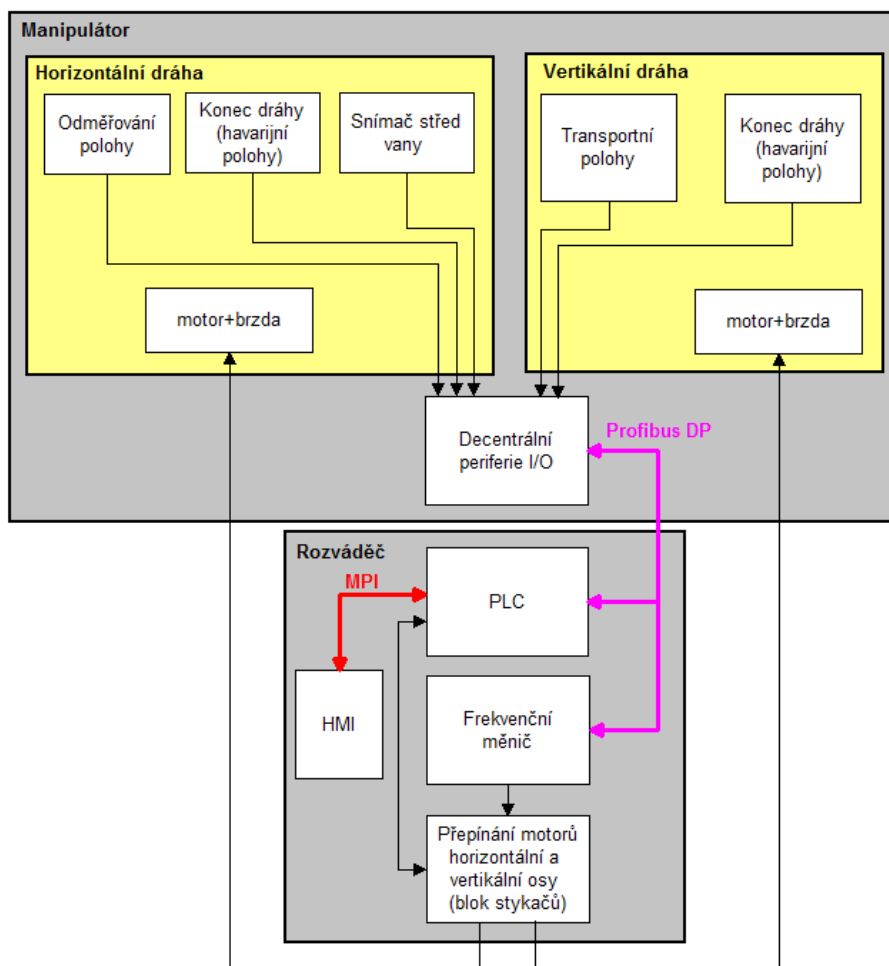 Manipulátor
Horizontální dráha
Odměřování
polohy
Konec dráhy
(havarijní
polohy)
Snímač střed
vany
motor+brzda
Vertikální dráha
Transportní
polohy
Konec dráhy
(havarijní
polohy)
motor+brzda
Decentrální
periferie I/O
Profibus DP
Rozváděč
MPI
PLC
HMI
Frekvenční
měnič
Přepínání motorů
horizontální a
vertikální osy
(blok stykačů)